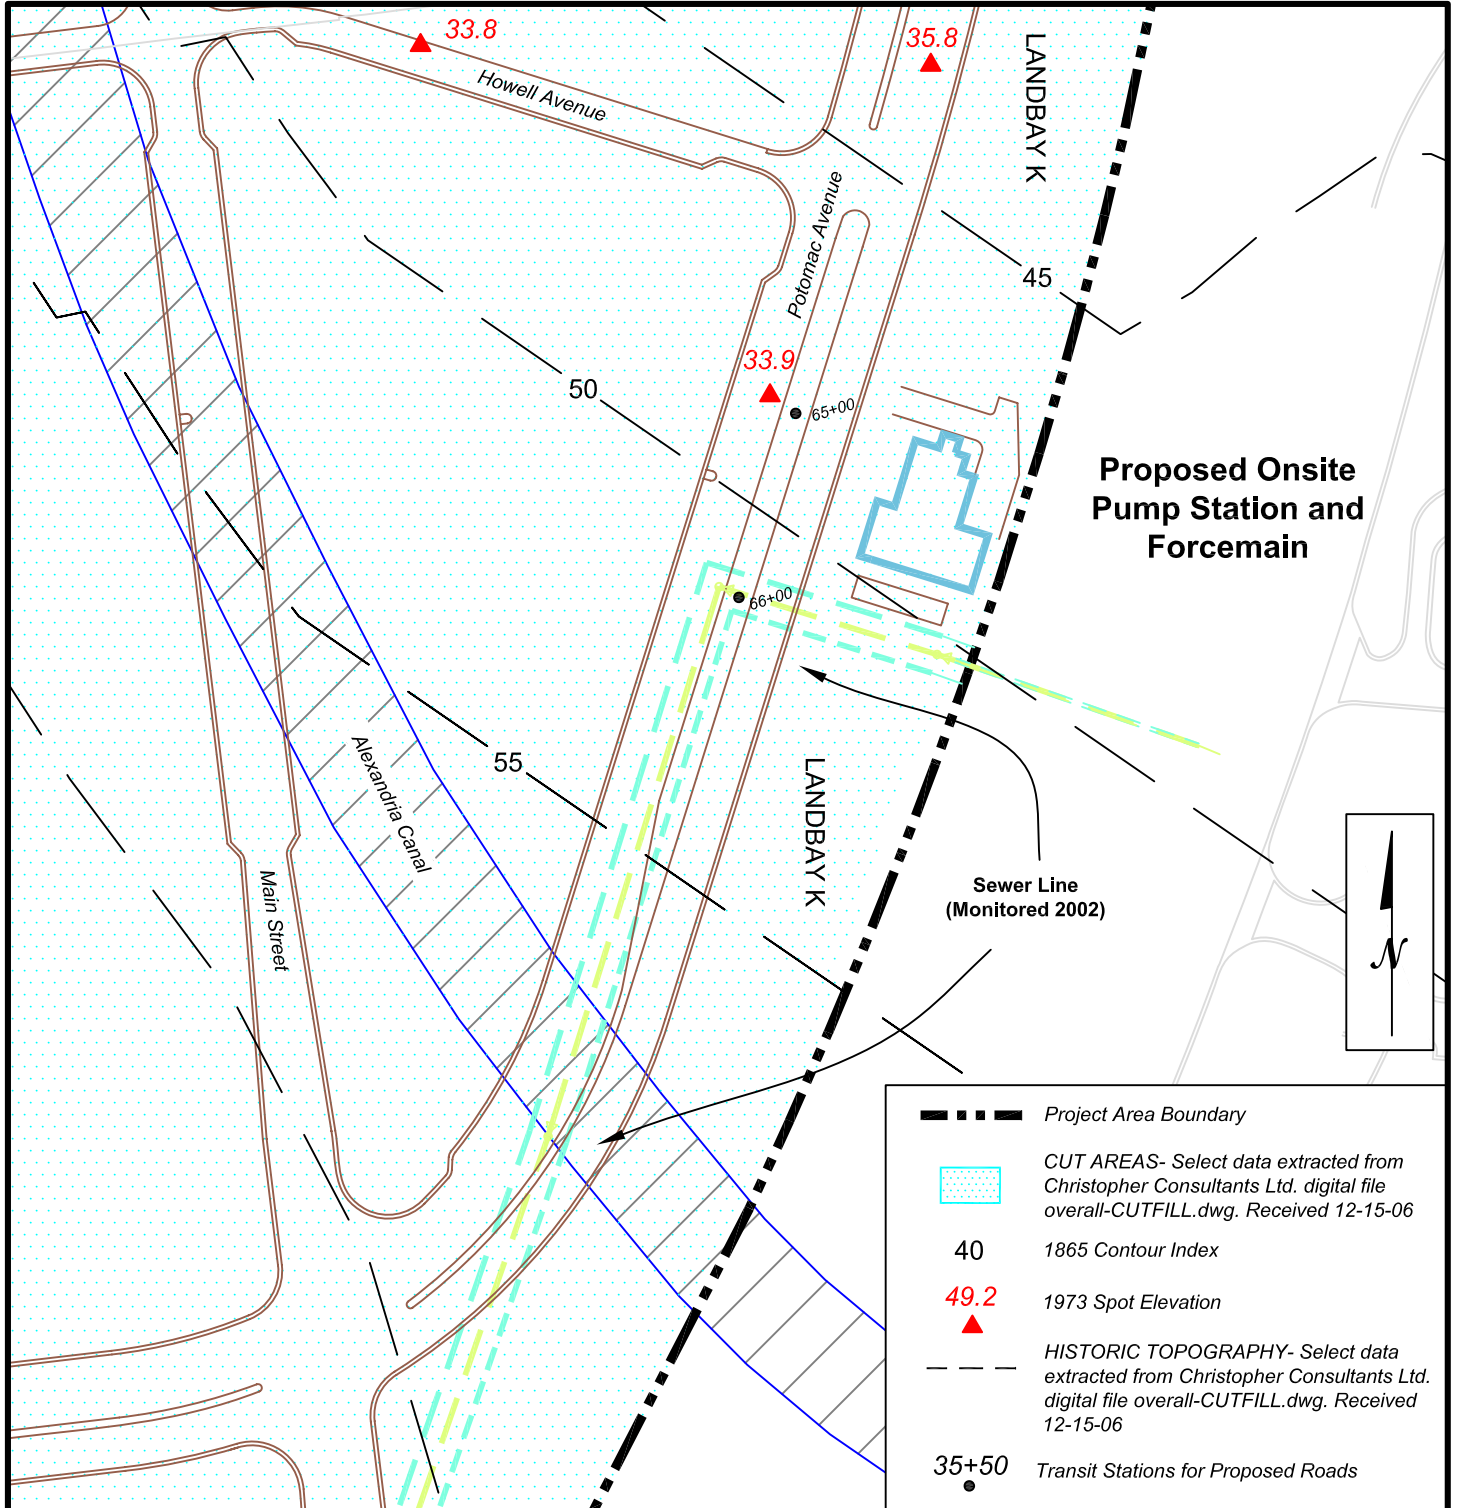 33.8
35.8
Howell Avenue
LANDBAY K
Potomac Avenue
45
33.9
50
65+00
Proposed Onsite
Pump Station and
Forcemain
66+00
Alexandria Canal
55
LANDBAY K
Main Street
Sewer Line
(Monitored 2002)
N
Project Area Boundary
CUT AREAS- Select data extracted from
Christopher Consultants Ltd. digital file
overall-CUTFILL.dwg. Received 12-15-06
40
1865 Contour Index
49.2
1973 Spot Elevation
HISTORIC TOPOGRAPHY- Select data
extracted from Christopher Consultants Ltd.
digital file overall-CUTFILL.dwg. Received
12-15-06
35+50
Transit Stations for Proposed Roads